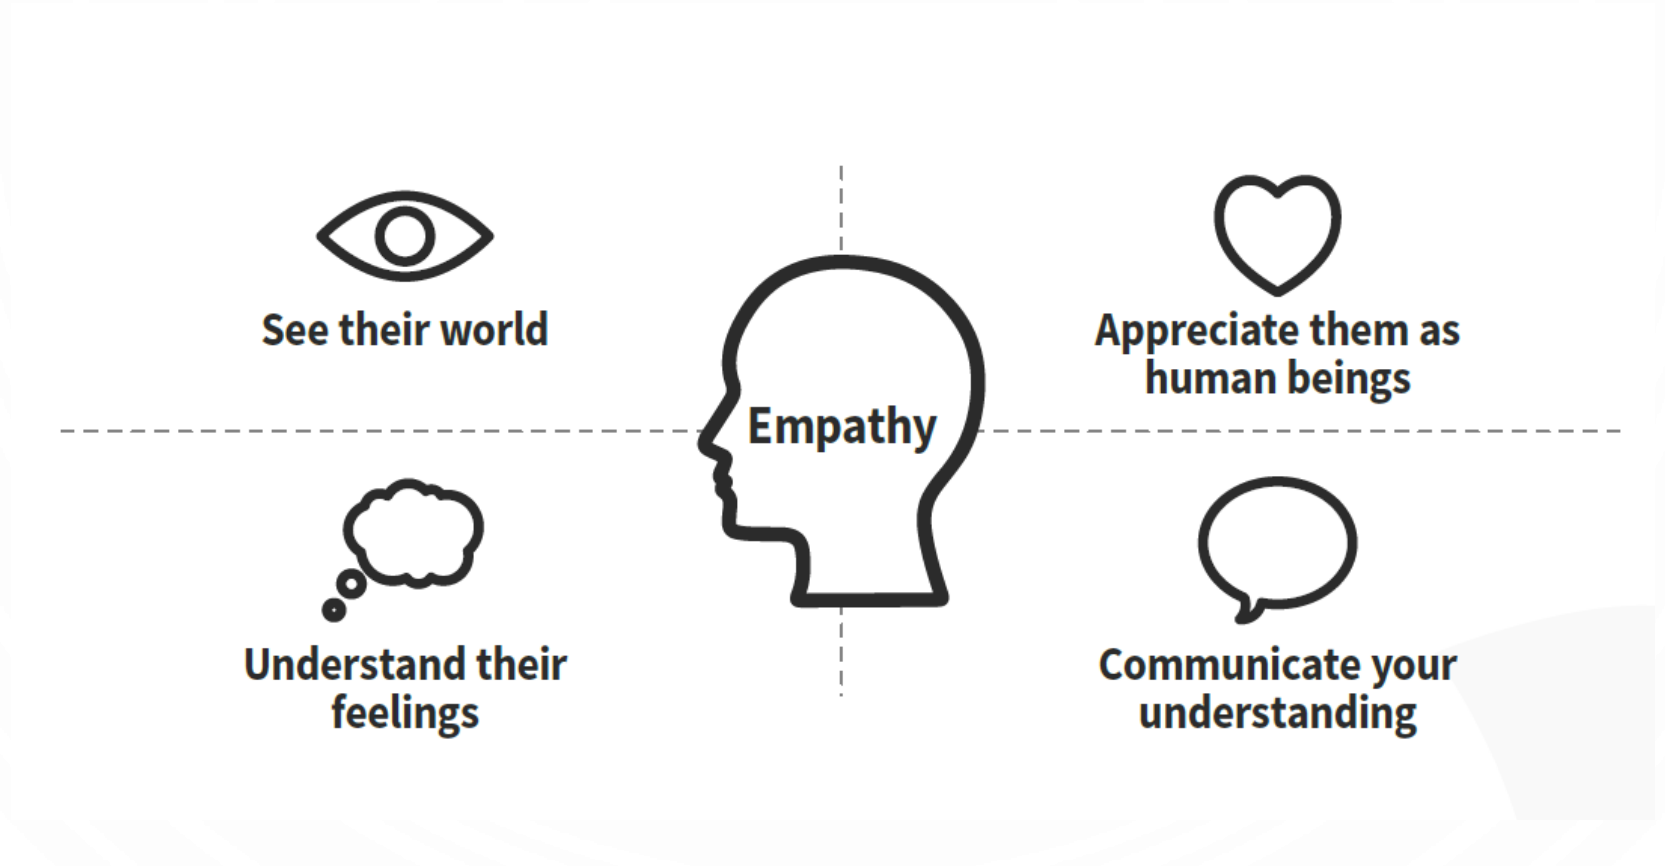 See their world
Appreciate them as
human beings
Empathy
Understand their
feelings
Communicate your
understanding